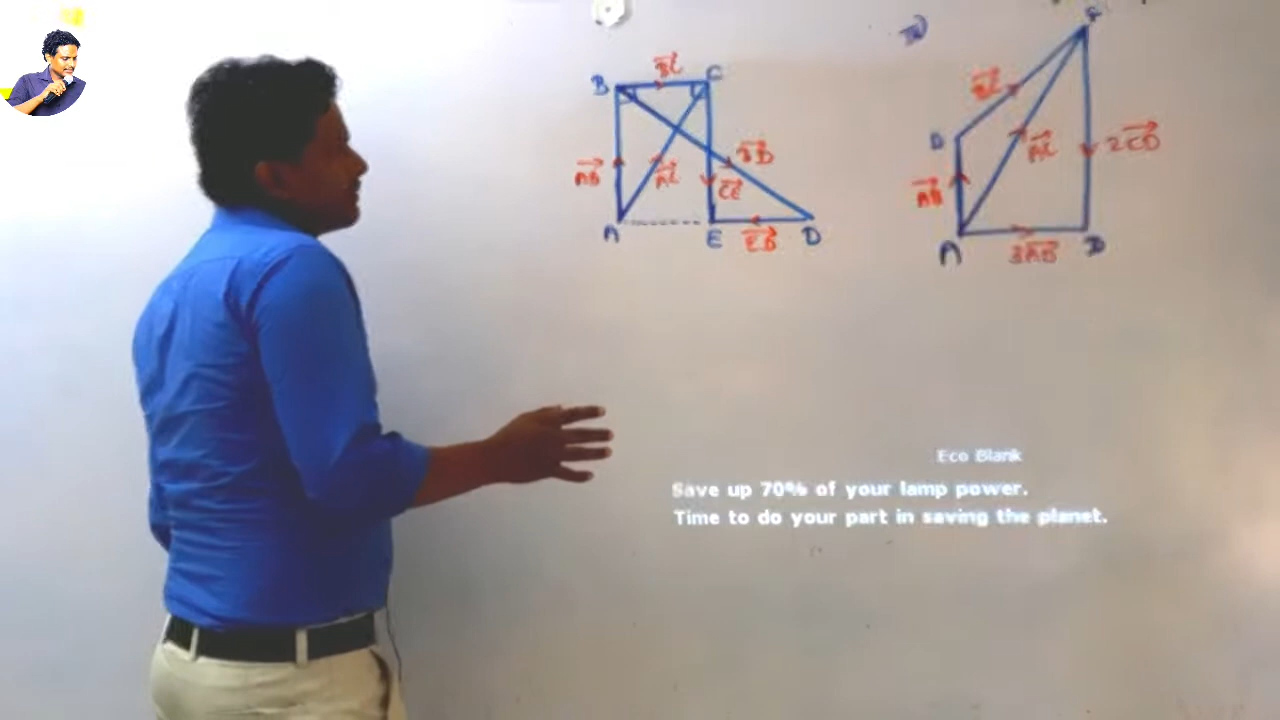 B
BC
C
AB
AC
BD
CE
A
E
ED
D
BC
B
AC
2CD
AB
A
3AB
D
Eco Blank
Save up 70% of your lamp power.
Time to do your part in saving the planet.